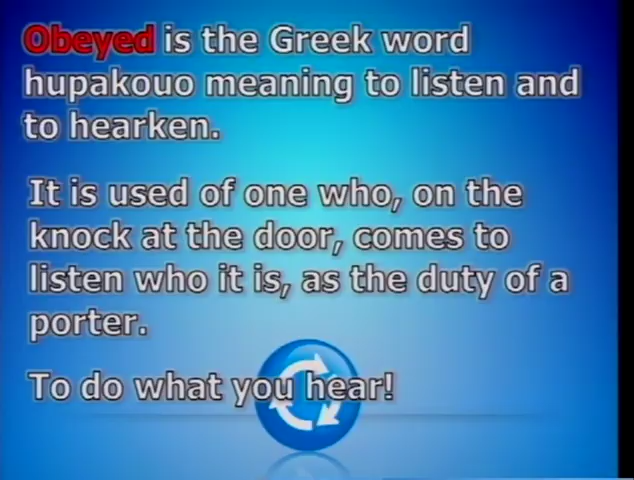 Obeyed is the Greek word
hupakouo meaning to listen and
to hearken.
It is used of one who, on the
knock at the door, comes to
listen who it is, as the duty of a
porter.
To do what you hear!